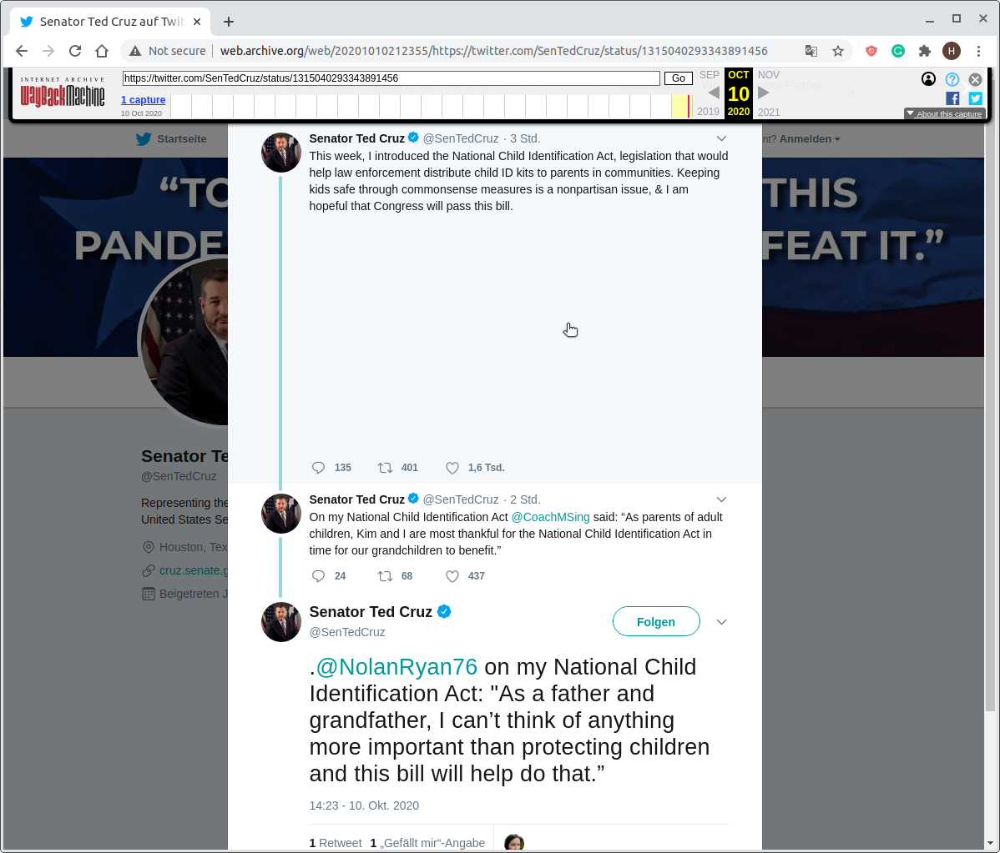 Senator Ted Cruz auf Twit
Not secure
web.archive.org/web/20201010212355/https://twitter.com/SenTedCruz/status/1315040293343891456
H
INTERNET ARCHIVE
WayBackMachine
https://twitter.com/SenTedCruz/status/1315040293343891456
Go
1 capture
10 Oct 2020
SEP OCT NOV
10
2019 2020 2021
About this capture
Startseite
Anmelden
“TO THIS
PANDE FEAT IT.”
Senator Ted Cruz @SenTedCruz · 3 Std.
This week, I introduced the National Child Identification Act, legislation that would
help law enforcement distribute child ID kits to parents in communities. Keeping
kids safe through commonsense measures is a nonpartisan issue, & I am
hopeful that Congress will pass this bill.
135 401 1,6 Tsd.
Senator Te
@SenTedCruz
Representing the
United States Se
Houston, Tex
cruz.senate.g
Beigetreten J
Senator Ted Cruz @SenTedCruz · 2 Std.
On my National Child Identification Act @CoachMSing said: “As parents of adult
children, Kim and I are most thankful for the National Child Identification Act in
time for our grandchildren to benefit.”
24 68 437
Senator Ted Cruz
@SenTedCruz
Folgen
.@NolanRyan76 on my National Child
Identification Act: "As a father and
grandfather, I can’t think of anything
more important than protecting children
and this bill will help do that.”
14:23 - 10. Okt. 2020
1 Retweet 1 „Gefällt mir“-Angabe